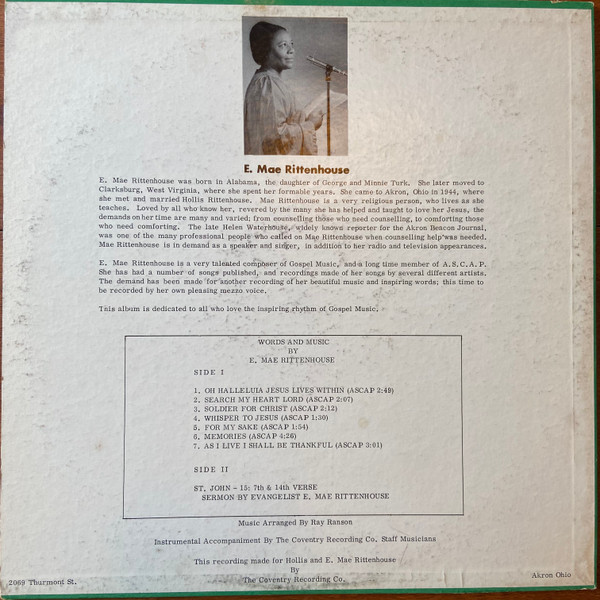 E. Mae Rittenhouse
E. Mae Rittenhouse was born in Alabama, the daughter of George and Minnie Turk. She later moved to
Clarksburg, West Virginia, where she spent her formable years. She came to Akron, Ohio in 1944, where
she met and married Hollis Rittenhouse. Mae Rittenhouse is a very religious person, who lives as she
teaches. Loved by all who know her, revered by the many she has helped and taught to love her Jesus, the
demands on her time are many and varied; from counselling those who need counselling, to comforting those
who need comforting. The late Helen Waterhouse, widely known reporter for the Akron Beacon Journal,
was one of the many professional people who called on Mae Rittenhouse when counselling help was needed.
Mae Rittenhouse is in demand as a speaker and singer, in addition to her radio and television appearances.
E. Mae Rittenhouse is a very talented composer of Gospel Music, and a long time member of A.S.C.A.P.
She has had a number of songs published, and recordings made of her songs by several different artists.
The demand has been made for another recording of her beautiful music and inspiring words; this time to
be recorded by her own pleasing mezzo voice.
This album is dedicated to all who love the inspiring rhythm of Gospel Music.
WORDS AND MUSIC
BY
E. MAE RITTENHOUSE
SIDE I
1. OH HALLELUIA JESUS LIVES WITHIN (ASCAP 2:49)
2. SEARCH MY HEART LORD (ASCAP 2:07)
3. SOLDIER FOR CHRIST (ASCAP 2:12)
4. WHISPER TO JESUS (ASCAP 1:30)
5. FOR MY SAKE (ASCAP 1:54)
6. MEMORIES (ASCAP 4:26)
7. AS I LIVE I SHALL BE THANKFUL (ASCAP 3:01)
SIDE II
ST. JOHN - 15: 7th & 14th VERSE
SERMON BY EVANGELIST E. MAE RITTENHOUSE
Music Arranged By Ray Ranson
Instrumental Accompaniment By The Coventry Recording Co. Staff Musicians
This recording made for Hollis and E. Mae Rittenhouse
By
The Coventry Recording Co.
2069 Thurmont St.
Akron Ohio